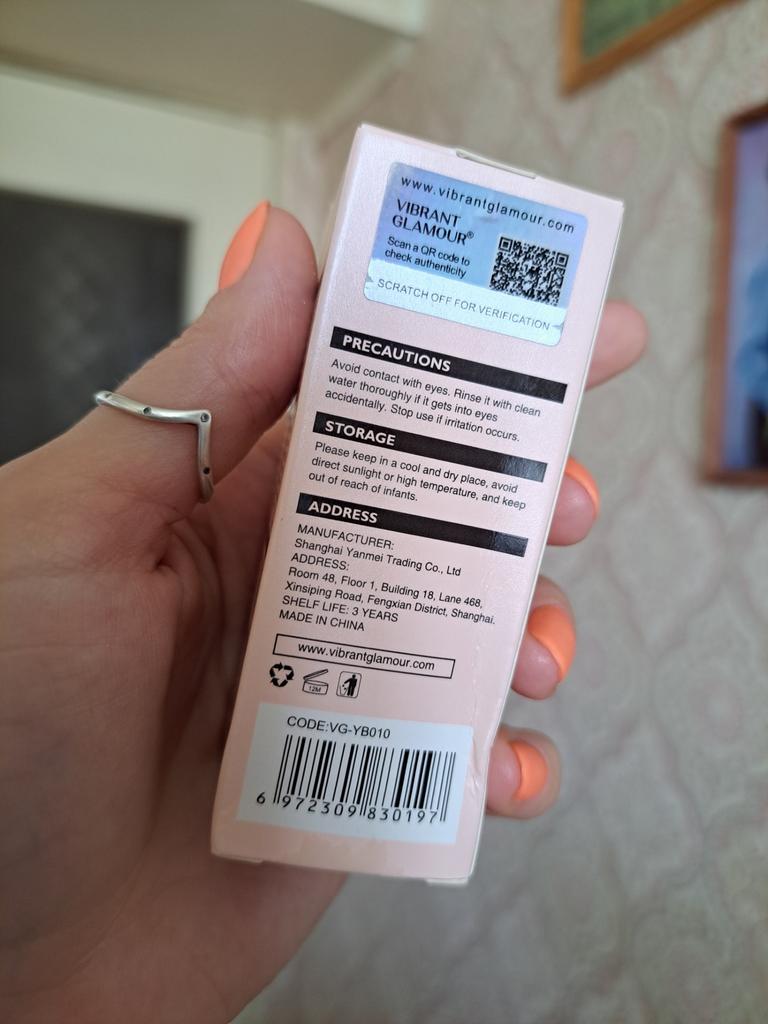 www.vibrantglamour.com
VIBRANT
GLAMOUR®
Scan a QR code to
check authenticity
SCRATCH OFF FOR VERIFICATION
PRECAUTIONS
Avoid contact with eyes. Rinse it with clean
water thoroughly if it gets into eyes
accidentally. Stop use if irritation occurs.
STORAGE
Please keep in a cool and dry place, avoid
direct sunlight or high temperature, and keep
out of reach of infants.
ADDRESS
MANUFACTURER:
Shanghai Yanmei Trading Co., Ltd
ADDRESS:
Room 48, Floor 1, Building 18, Lane 468,
Xinsiping Road, Fengxian District, Shanghai.
SHELF LIFE: 3 YEARS
MADE IN CHINA
www.vibrantglamour.com
12M
CODE:VG-YB010
6 972309 830197